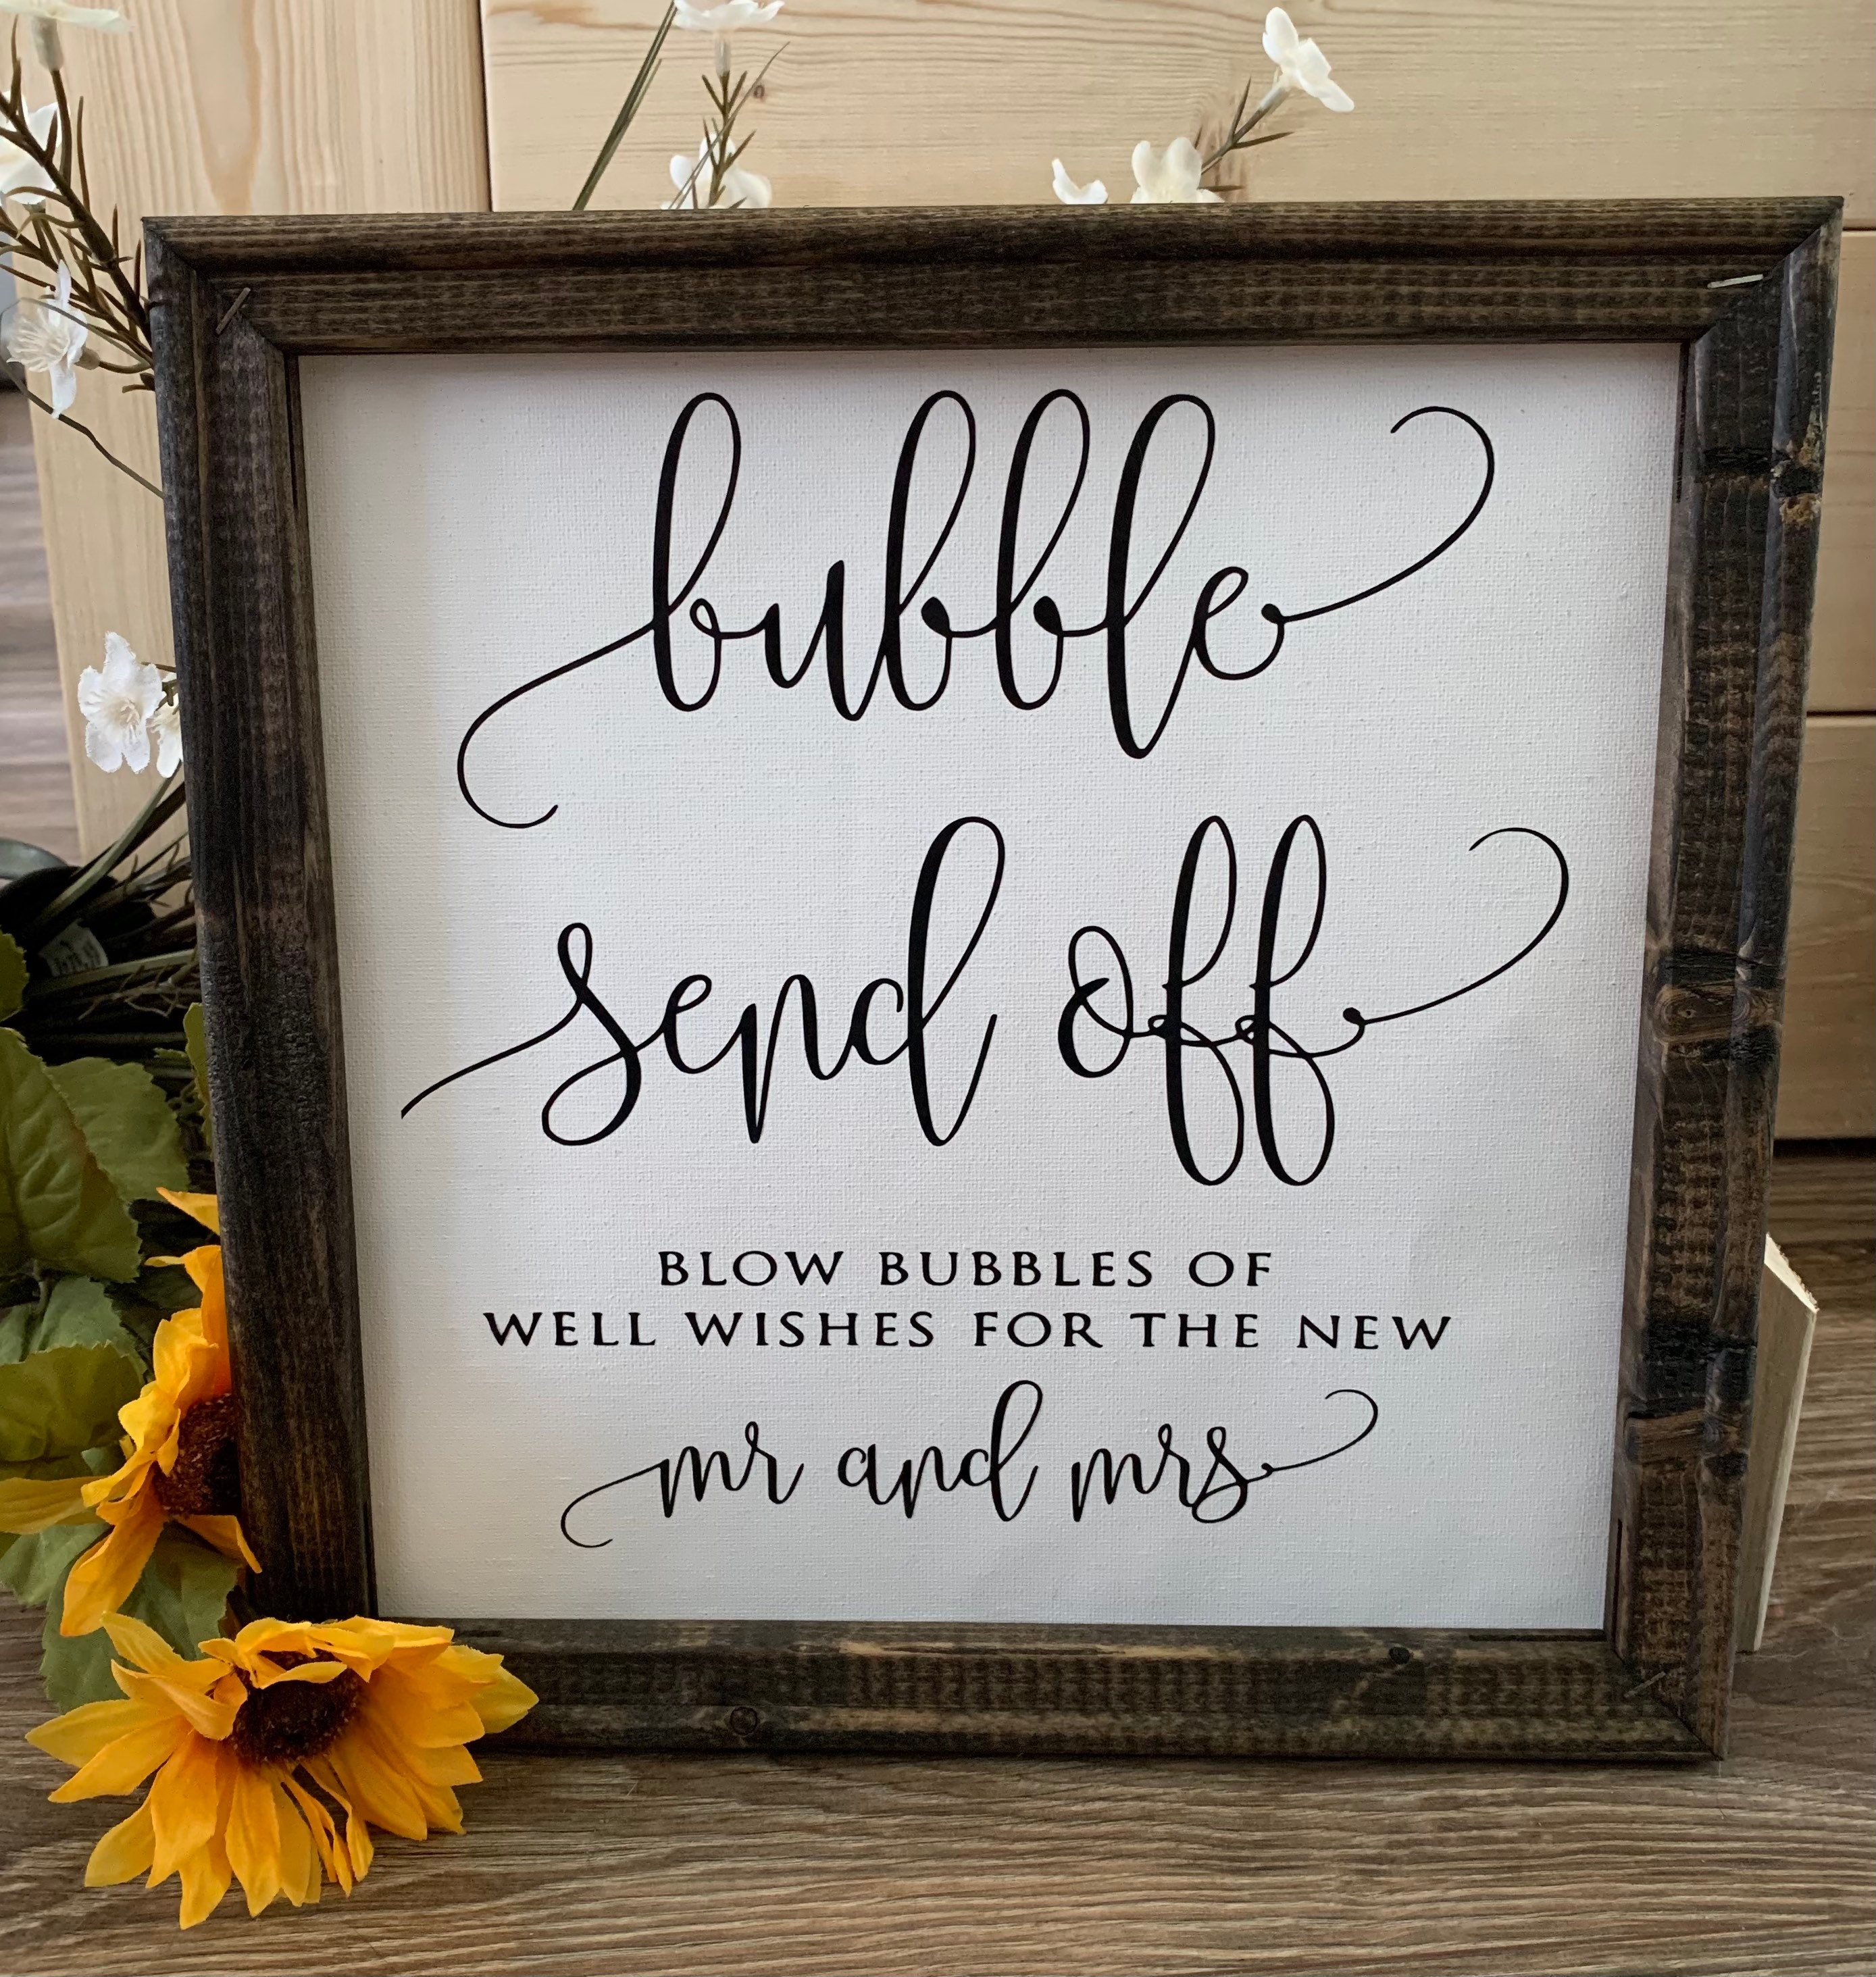 bubble
send off
BLOW BUBBLES OF
WELL WISHES FOR THE NEW
mr and mrs